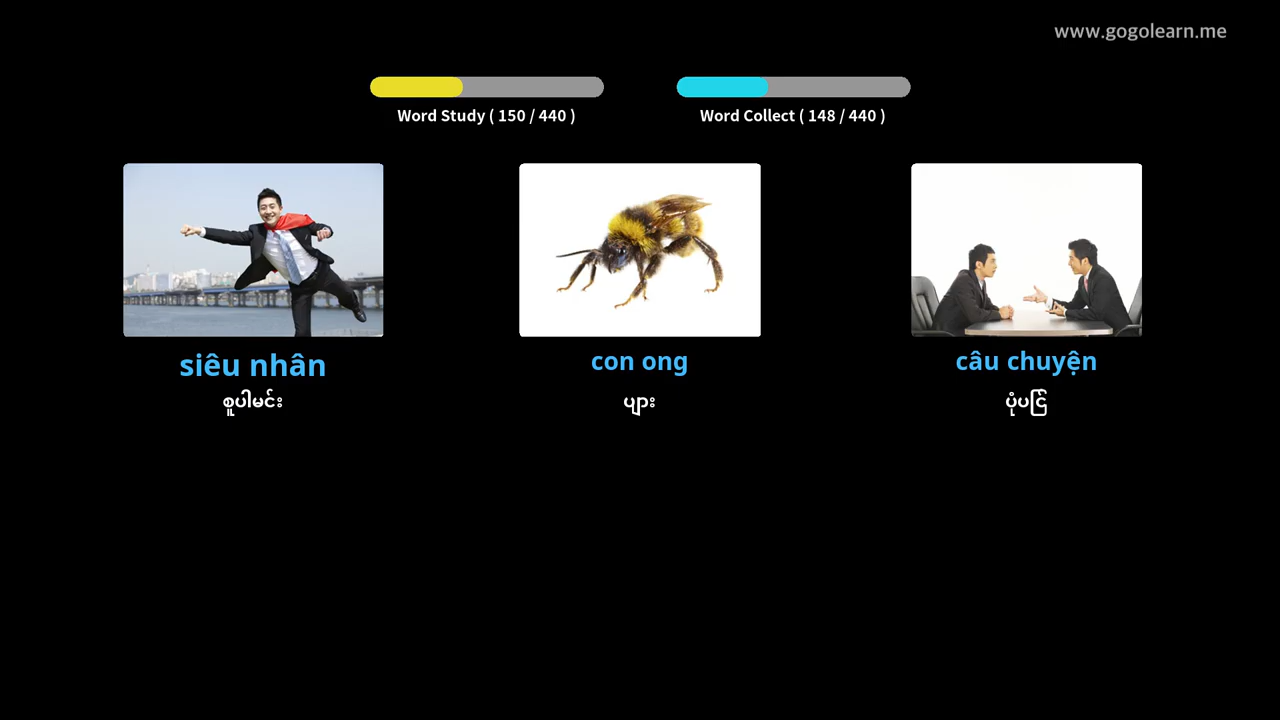 www.gogolearn.me
Word Study ( 150 / 440 )
Word Collect ( 148 / 440 )
siêu nhân
con ong
câu chuyện
စူပါမင်း
ပျား
ပုံပြင်